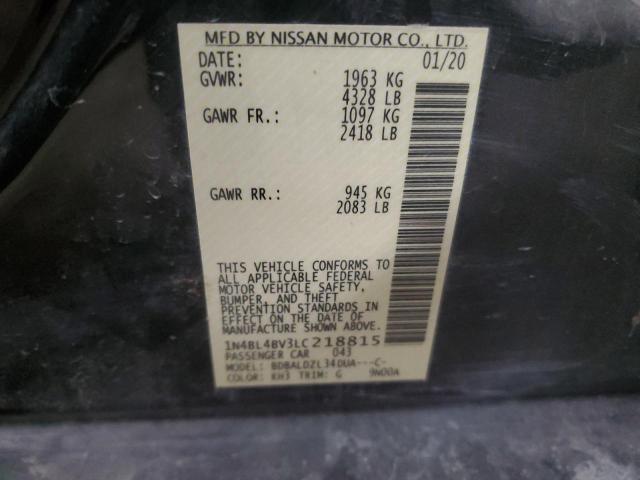 MFD BY NISSAN MOTOR CO., LTD.
DATE: 01/20
GVWR: 1963 KG
4328 LB
GAWR FR.: 1097 KG
2418 LB
GAWR RR.: 945 KG
2083 LB
THIS VEHICLE CONFORMS TO
ALL APPLICABLE FEDERAL
MOTOR VEHICLE SAFETY,
BUMPER, AND THEFT
PREVENTION STANDARDS IN
EFFECT ON THE DATE OF
MANUFACTURE SHOWN ABOVE.
1N4BL4BV3LC218815
PASSENGER CAR 043
MODEL: BDBALDZL34DUA---C-
COLOR: KH3 TRIM: G 9N00A